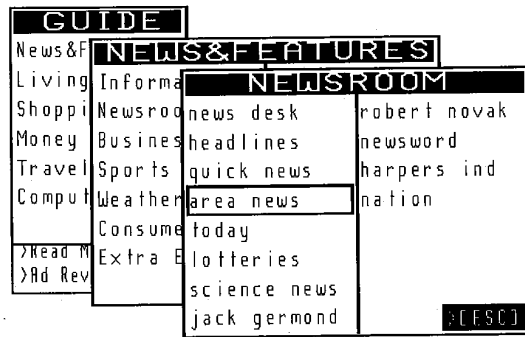 GUIDE
News&F
Living
Shoppi
Money
Travel
Comput
>Read M
>Ad Rev
NEWS&FEATURES
Informa
Newsroo
Busines
Sports
Weather
Consume
Extra E
NEWSROOM
news desk
headlines
quick news
area news
today
lotteries
science news
jack germond
robert novak
newsword
harpers ind
nation
>[ESC]